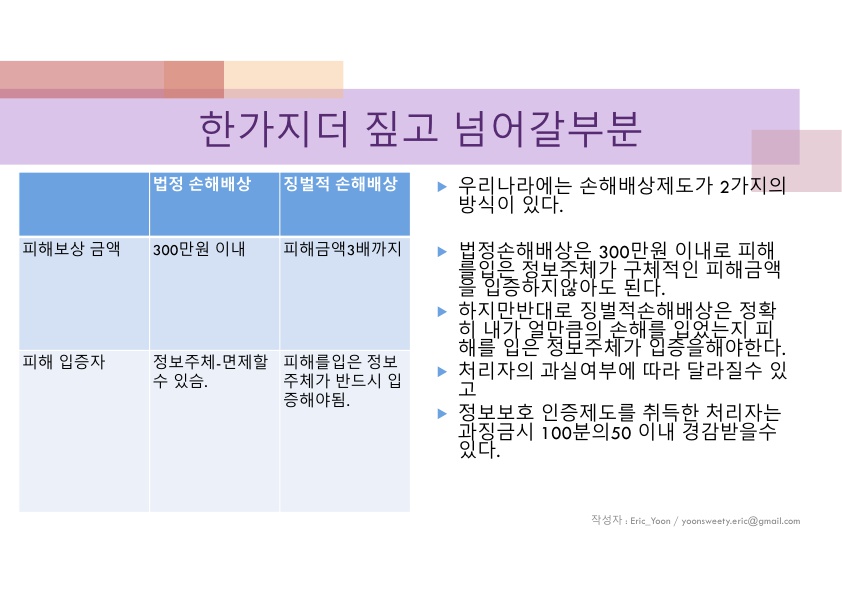 한가지더 짚고 넘어갈부분
법정 손해배상
징벌적 손해배상
피해보상 금액
300만원 이내
피해금액3배까지
피해 입증자
정보주체-면제할
수 있슴.
피해를입은 정보
주체가 반드시 입
증해야됨.
우리나라에는 손해배상제도가 2가지의
방식이 있다.
법정손해배상은 300만원 이내로 피해
를입은 정보주체가 구체적인 피해금액
을 입증하지않아도 된다.
하지만반대로 징벌적손해배상은 정확
히 내가 얼만큼의 손해를 입었는지 피
해를 입은 정보주체가 입증을해야한다.
처리자의 과실여부에 따라 달라질수 있
고
정보보호 인증제도를 취득한 처리자는
과징금시 100분의50 이내 경감받을수
있다.
작성자 : Eric_Yoon / yoonsweety.eric@gmail.com